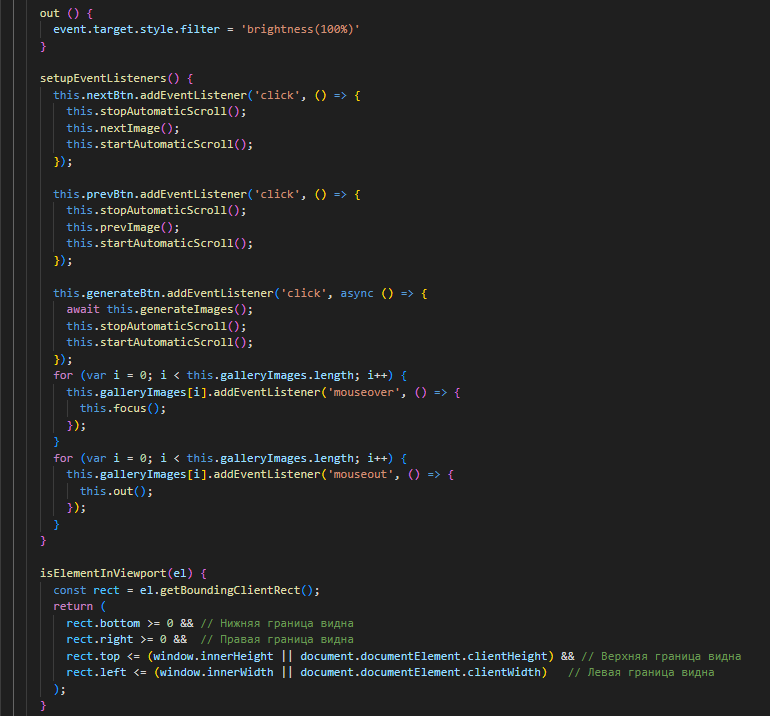 out () {
event.target.style.filter = 'brightness(100%)'
}
setupEventListeners() {
this.nextBtn.addEventListener('click', () => {
this.stopAutomaticScroll();
this.nextImage();
this.startAutomaticScroll();
});
this.prevBtn.addEventListener('click', () => {
this.stopAutomaticScroll();
this.prevImage();
this.startAutomaticScroll();
});
this.generateBtn.addEventListener('click', async () => {
await this.generateImages();
this.stopAutomaticScroll();
this.startAutomaticScroll();
});
for (var i = 0; i < this.galleryImages.length; i++) {
this.galleryImages[i].addEventListener('mouseover', () => {
this.focus();
});
}
for (var i = 0; i < this.galleryImages.length; i++) {
this.galleryImages[i].addEventListener('mouseout', () => {
this.out();
});
}
}
isElementInViewport(el) {
const rect = el.getBoundingClientRect();
return (
rect.bottom >= 0 && // Нижняя граница видна
rect.right >= 0 &&  // Правая граница видна
rect.top <= (window.innerHeight || document.documentElement.clientHeight) && // Верхняя граница видна
rect.left <= (window.innerWidth || document.documentElement.clientWidth)   // Левая граница видна
);
}